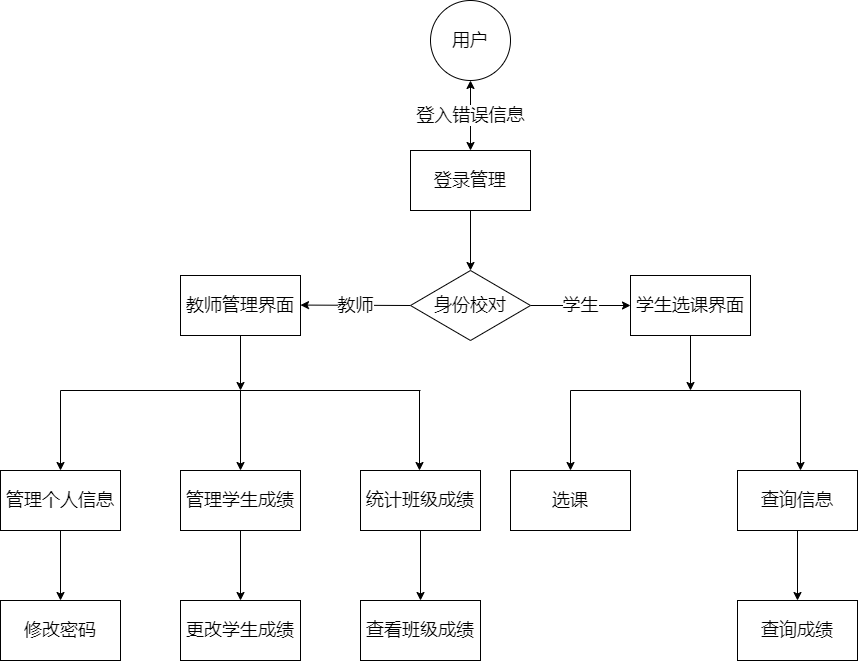 用户
登入错误信息
登录管理
教师管理界面
教师
身份校对
学生
学生选课界面
管理个人信息
管理学生成绩
统计班级成绩
选课
查询信息
修改密码
更改学生成绩
查看班级成绩
查询成绩